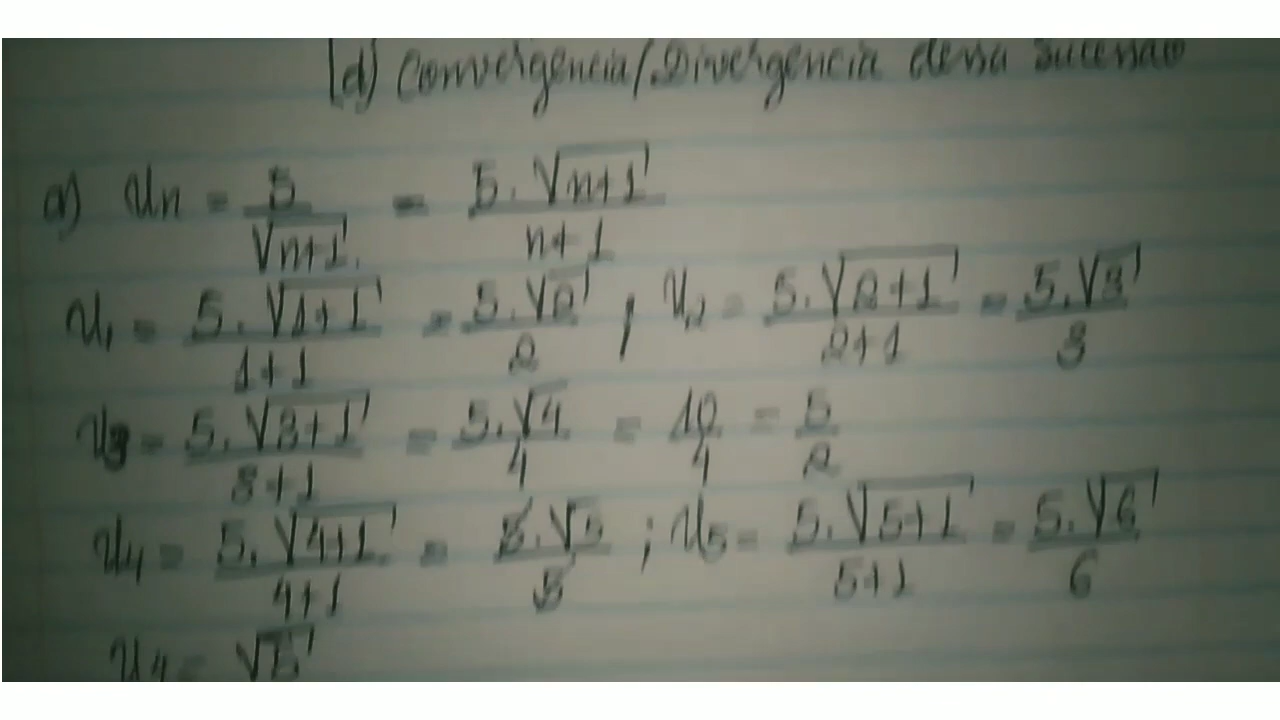 d) Convergência/Divergência dessa Sucessão
a) Un = 5/√n+1 = 5.√n+1/n+1
U₁ = 5.√1+1/1+1 = 5.√2/2 ; U₂ = 5.√2+1/2+1 = 5.√3/3
U₃ = 5.√3+1/3+1 = 5.√4/4 = 10/4 = 5/2
U₄ = 5.√4+1/4+1 = 5.√5/5 ; U₅ = 5.√5+1/5+1 = 5.√6/6
U₄ = √5